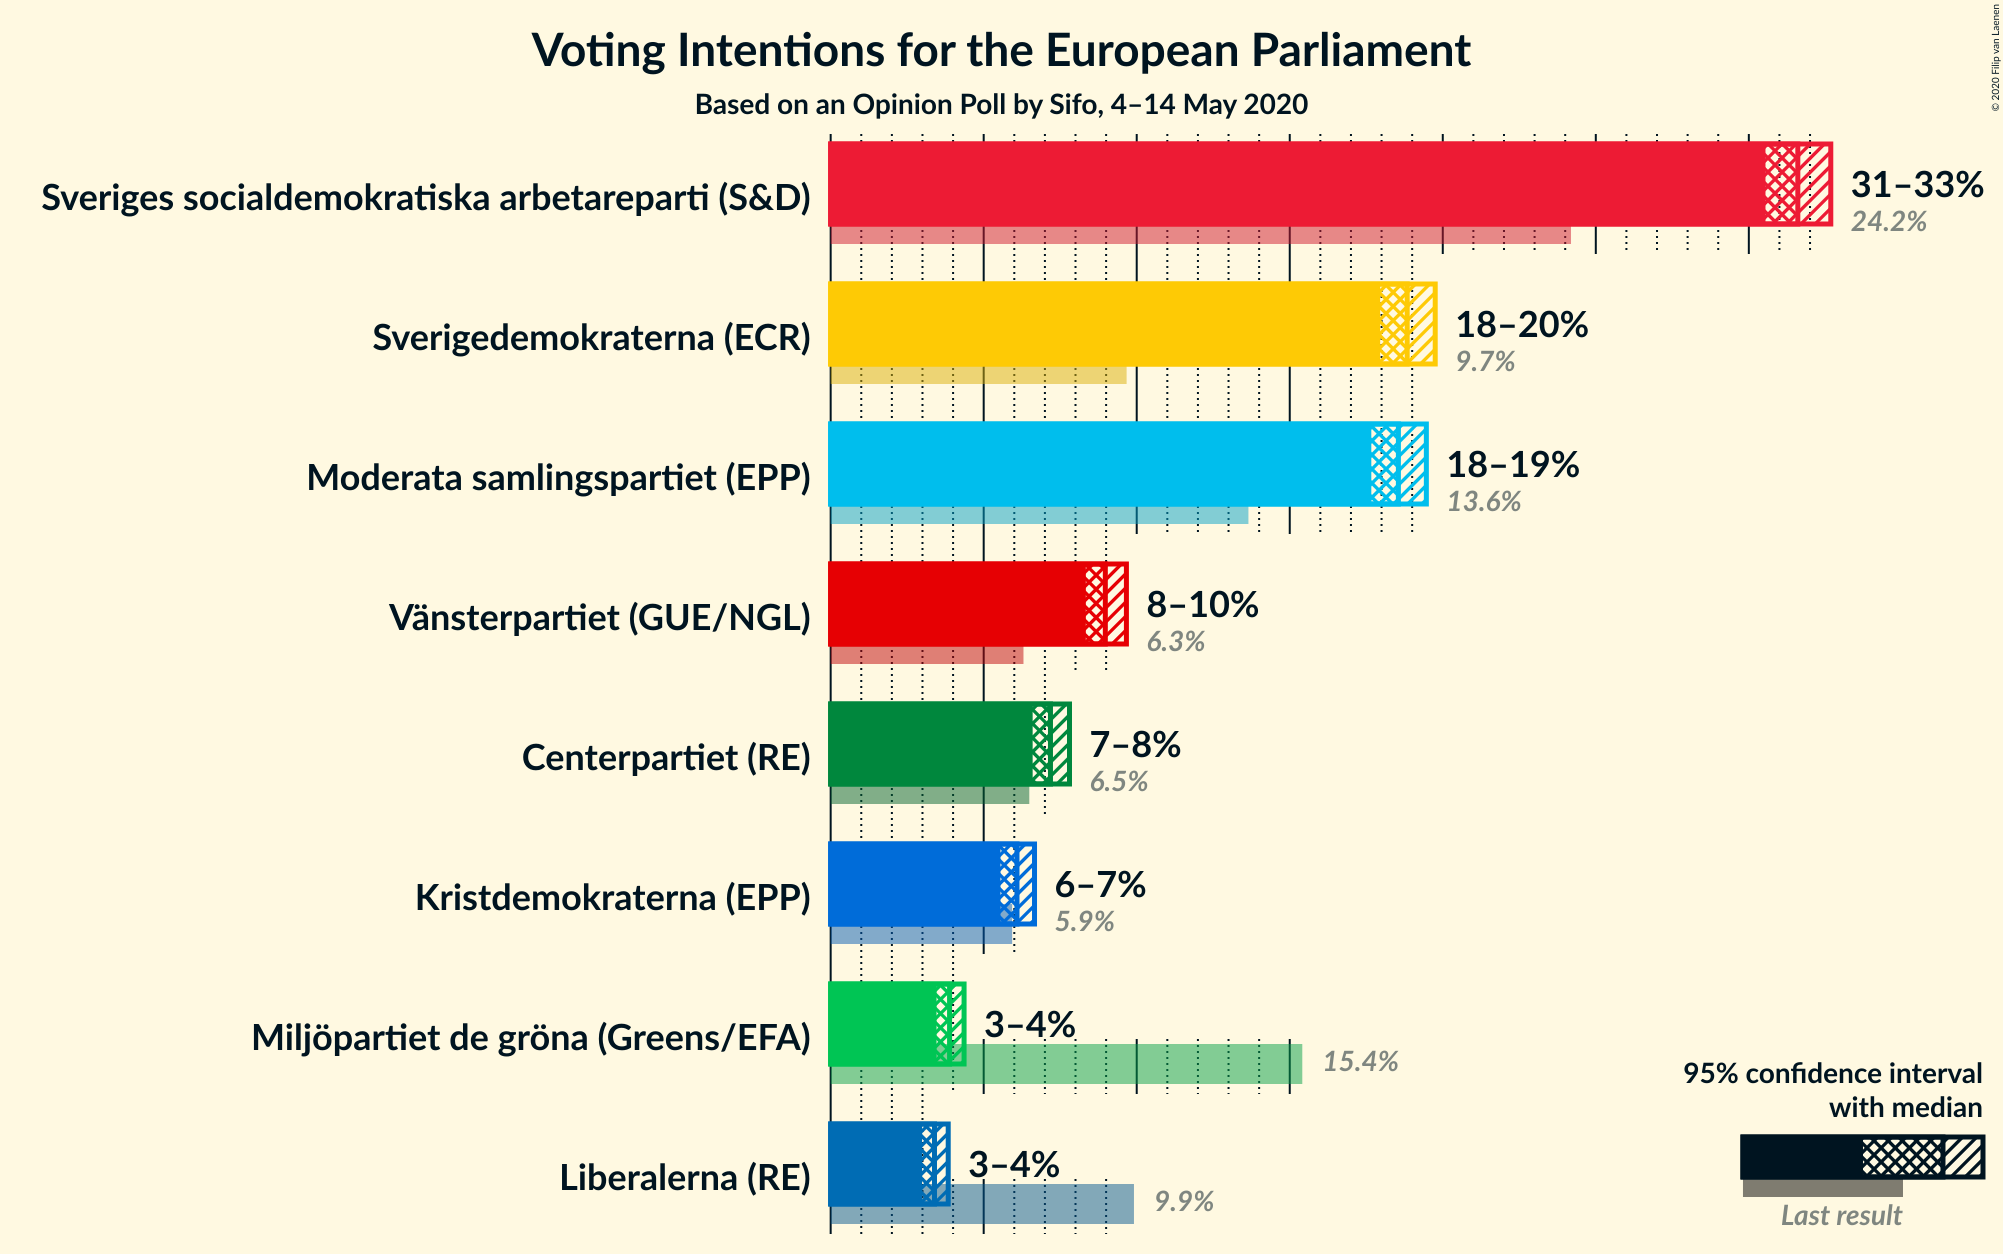 Voting Intentions for the European Parliament
Based on an Opinion Poll by Sifo, 4–14 May 2020
© 2020 Filip van Laenen
Sveriges socialdemokratiska arbetareparti (S&D)
31–33%
24.2%
Sverigedemokraterna (ECR)
18–20%
9.7%
Moderata samlingspartiet (EPP)
18–19%
13.6%
Vänsterpartiet (GUE/NGL)
8–10%
6.3%
Centerpartiet (RE)
7–8%
6.5%
Kristdemokraterna (EPP)
6–7%
5.9%
Miljöpartiet de gröna (Greens/EFA)
3–4%
15.4%
Liberalerna (RE)
3–4%
9.9%
95% confidence interval
with median
Last result